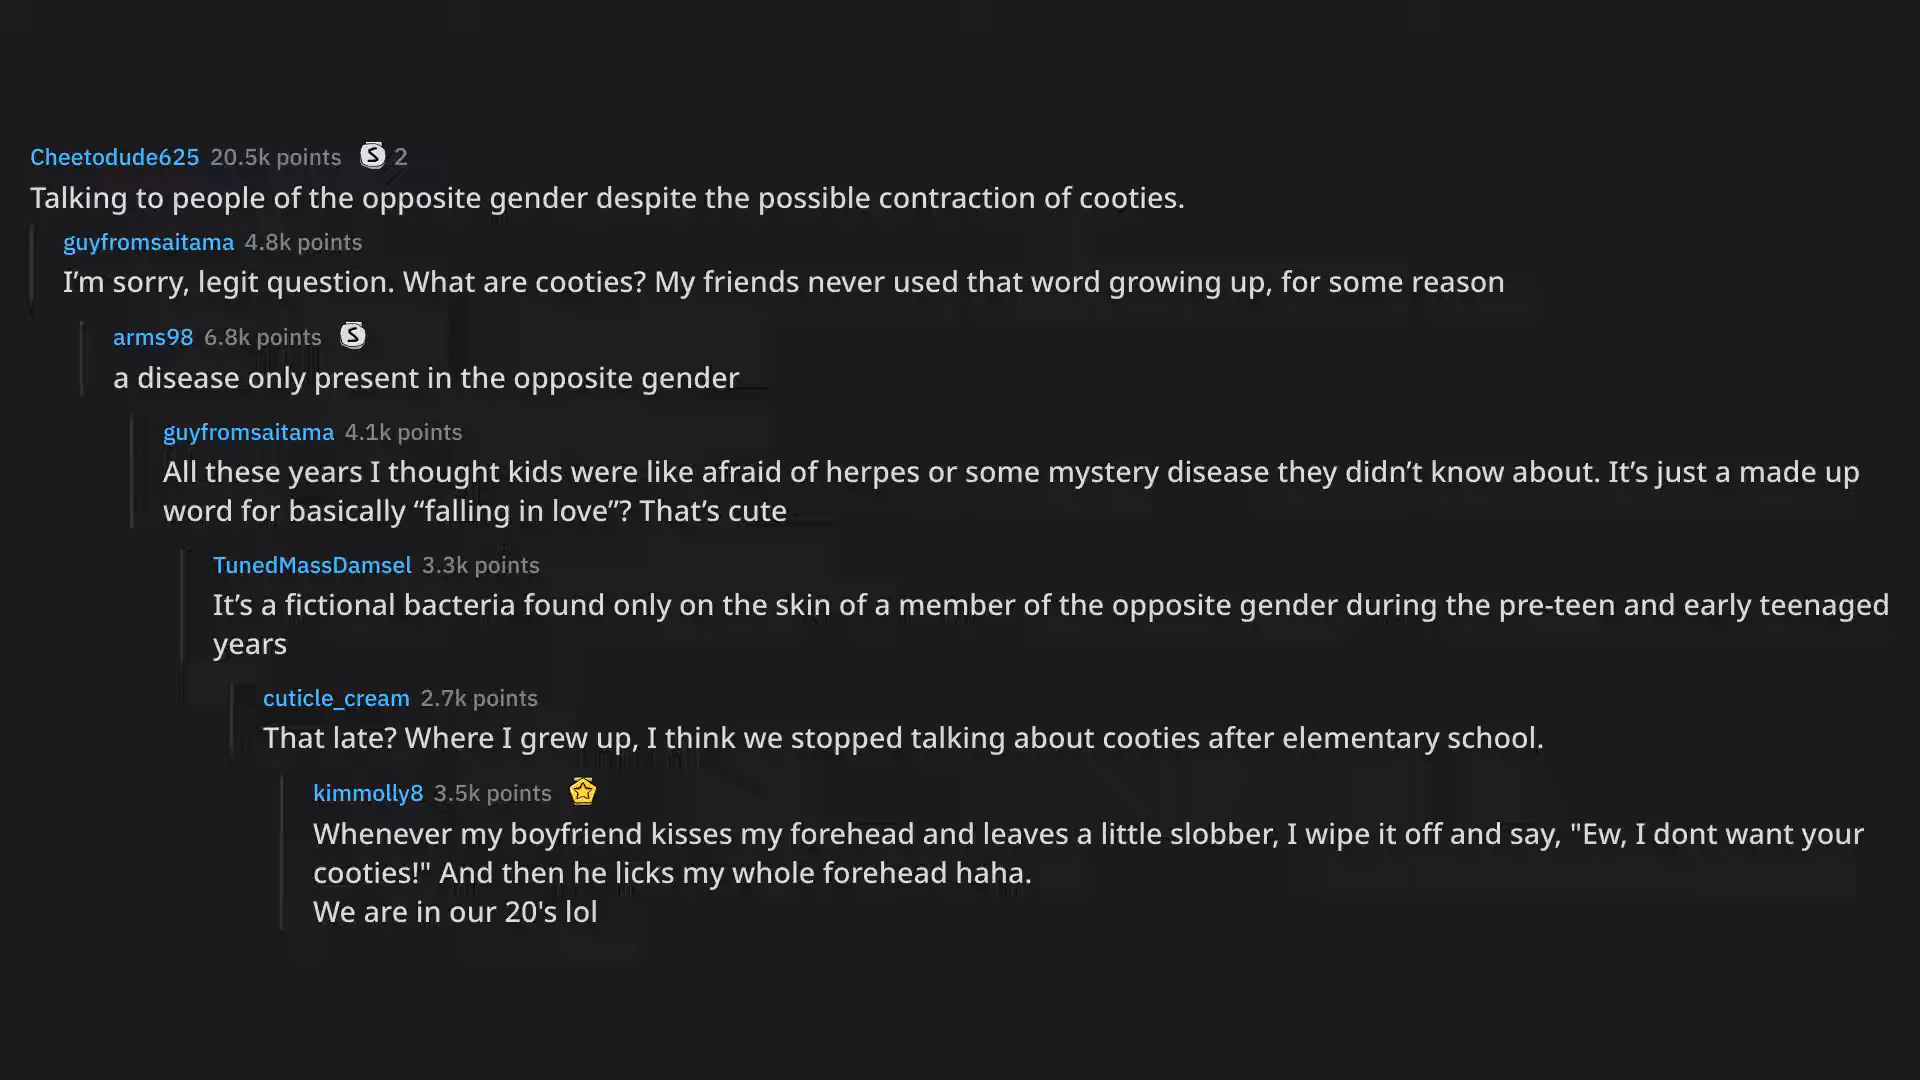 Cheetodude625 20.5k points S 2
Talking to people of the opposite gender despite the possible contraction of cooties.
guyfromsaitama 4.8k points
I’m sorry, legit question. What are cooties? My friends never used that word growing up, for some reason
arms98 6.8k points S
a disease only present in the opposite gender
guyfromsaitama 4.1k points
All these years I thought kids were like afraid of herpes or some mystery disease they didn’t know about. It’s just a made up
word for basically “falling in love”? That’s cute
TunedMassDamsel 3.3k points
It’s a fictional bacteria found only on the skin of a member of the opposite gender during the pre-teen and early teenaged
years
cuticle_cream 2.7k points
That late? Where I grew up, I think we stopped talking about cooties after elementary school.
kimmolly8 3.5k points
Whenever my boyfriend kisses my forehead and leaves a little slobber, I wipe it off and say, "Ew, I dont want your
cooties!" And then he licks my whole forehead haha.
We are in our 20's lol